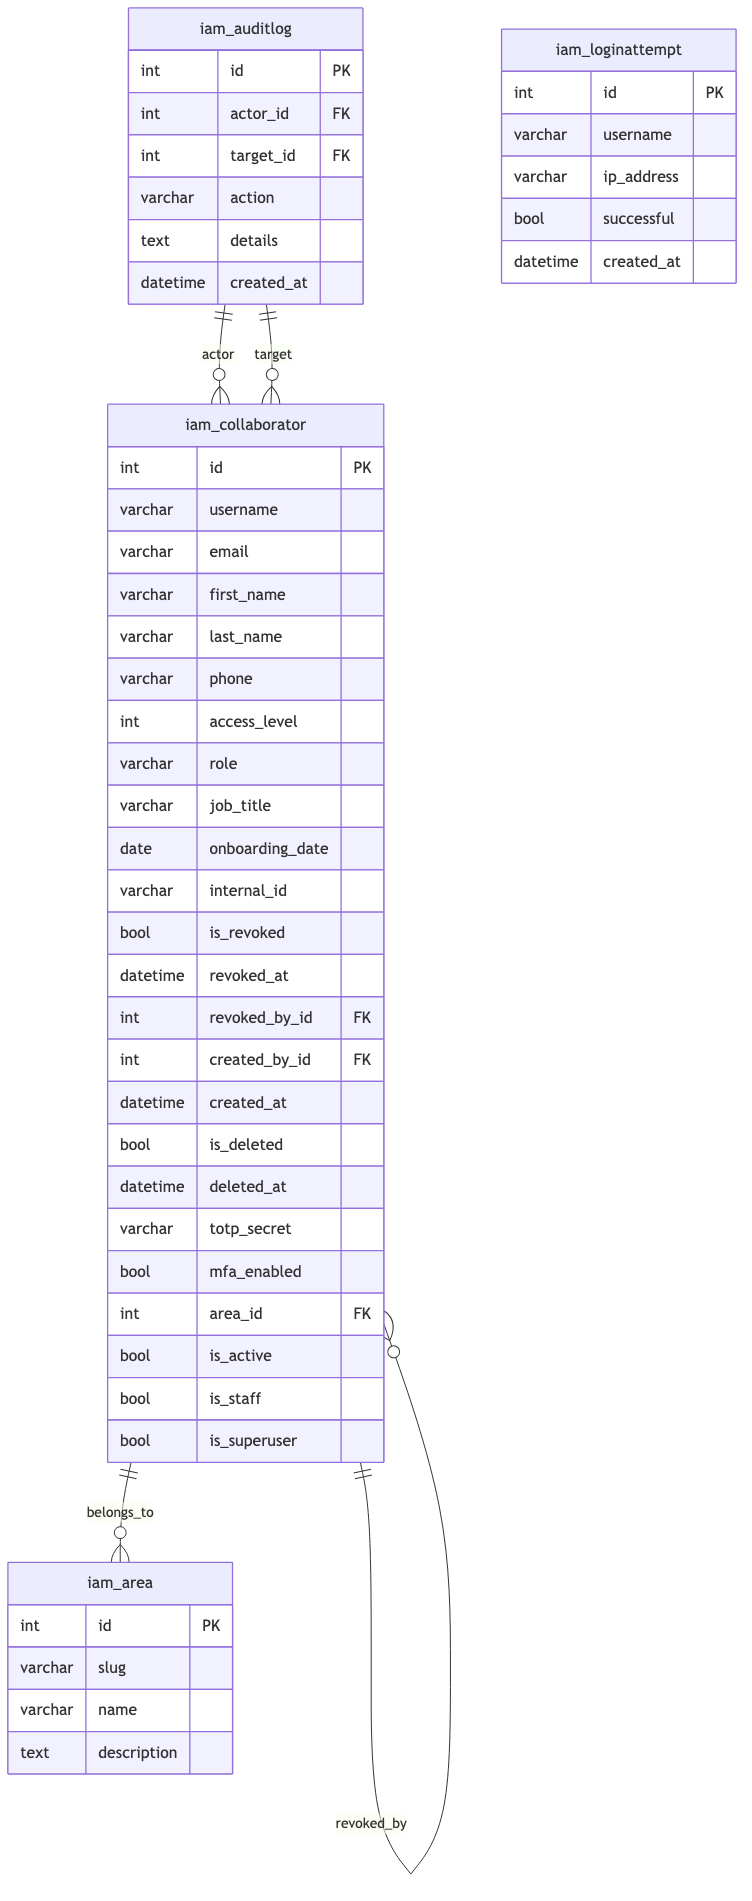 iam_auditlog
int id PK
int actor_id FK
int target_id FK
varchar action
text details
datetime created_at
iam_loginattempt
int id PK
varchar username
varchar ip_address
bool successful
datetime created_at
actor
target
iam_collaborator
int id PK
varchar username
varchar email
varchar first_name
varchar last_name
varchar phone
int access_level
varchar role
varchar job_title
date onboarding_date
varchar internal_id
bool is_revoked
datetime revoked_at
int revoked_by_id FK
int created_by_id FK
datetime created_at
bool is_deleted
datetime deleted_at
varchar totp_secret
bool mfa_enabled
int area_id FK
bool is_active
bool is_staff
bool is_superuser
belongs_to
iam_area
int id PK
varchar slug
varchar name
text description
revoked_by